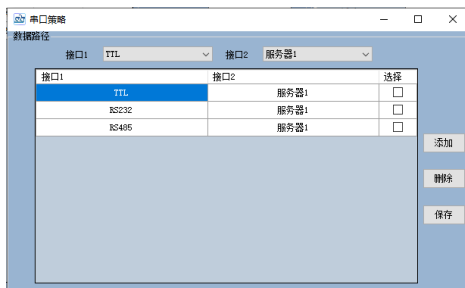 串口策略
数据路径
接口1 TTL 接口2 服务器1
接口1 接口2 选择
TTL 服务器1
RS232 服务器1
RS485 服务器1
添加
删除
保存